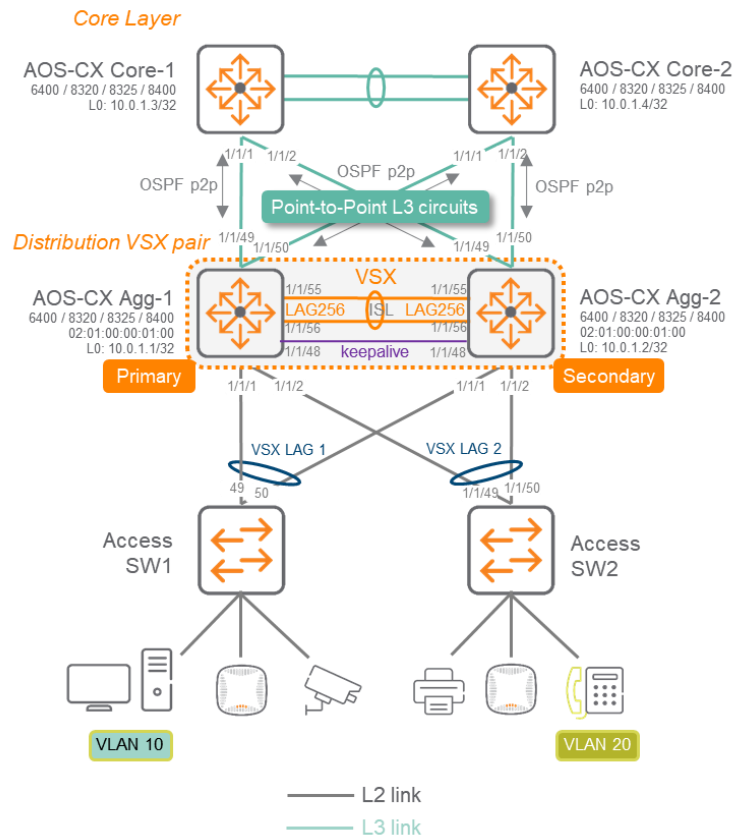 Core Layer
AOS-CX Core-1
6400 / 8320 / 8325 / 8400
L0: 10.0.1.3/32
AOS-CX Core-2
6400 / 8320 / 8325 / 8400
L0: 10.0.1.4/32
1/1/1
1/1/2
1/1/1
1/1/2
OSPF p2p
OSPF p2p
OSPF p2p
Point-to-Point L3 circuits
Distribution VSX pair
1/1/49
1/1/50
1/1/49
1/1/50
VSX
AOS-CX Agg-1
6400 / 8320 / 8325 / 8400
02:01:00:00:01:00
L0: 10.0.1.1/32
1/1/55
1/1/55
LAG256
ISL
LAG256
1/1/56
1/1/56
keepalive
1/1/48
1/1/48
AOS-CX Agg-2
6400 / 8320 / 8325 / 8400
02:01:00:00:01:00
L0: 10.0.1.2/32
Primary
Secondary
1/1/1
1/1/2
1/1/1
1/1/2
VSX LAG 1
VSX LAG 2
49
50
1/1/49
1/1/50
Access
SW1
Access
SW2
VLAN 10
VLAN 20
L2 link
L3 link